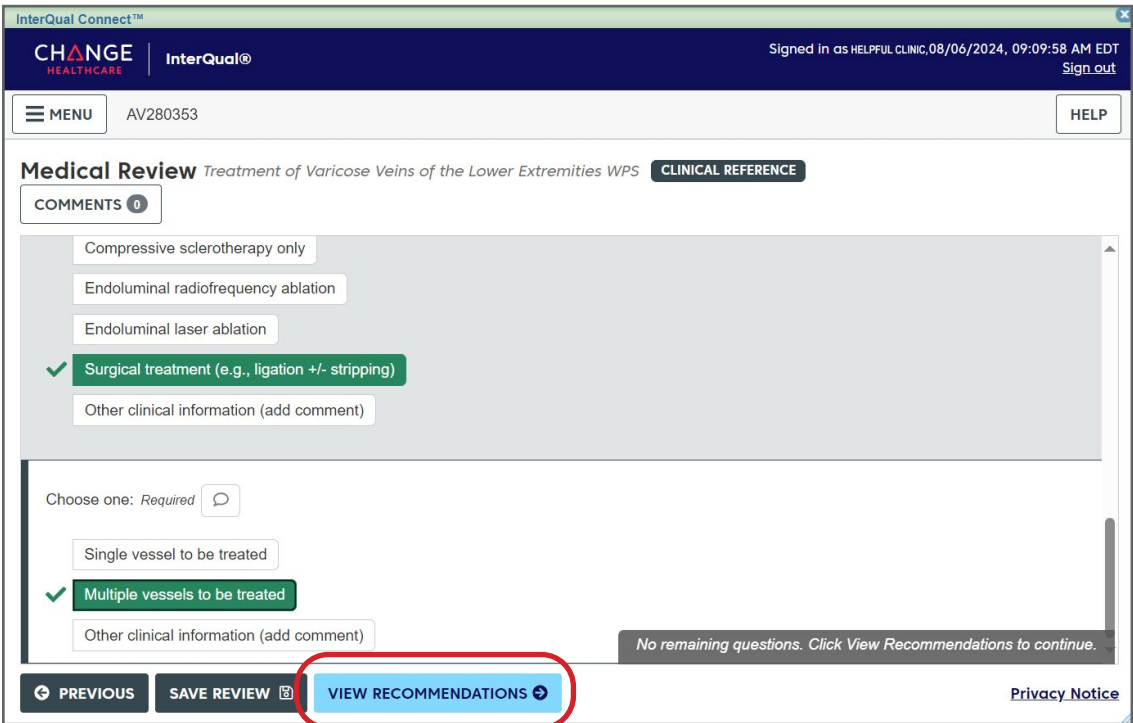 InterQual Connect™
CHANGE
HEALTHCARE
InterQual®
Signed in as HELPFUL CLINIC,08/06/2024, 09:09:58 AM EDT
Sign out
MENU
AV280353
HELP
Medical Review Treatment of Varicose Veins of the Lower Extremities WPS CLINICAL REFERENCE
COMMENTS 0
Compressive sclerotherapy only
Endoluminal radiofrequency ablation
Endoluminal laser ablation
Surgical treatment (e.g., ligation +/- stripping)
Other clinical information (add comment)
Choose one: Required
Single vessel to be treated
Multiple vessels to be treated
Other clinical information (add comment)
No remaining questions. Click View Recommendations to continue.
PREVIOUS
SAVE REVIEW
VIEW RECOMMENDATIONS
Privacy Notice